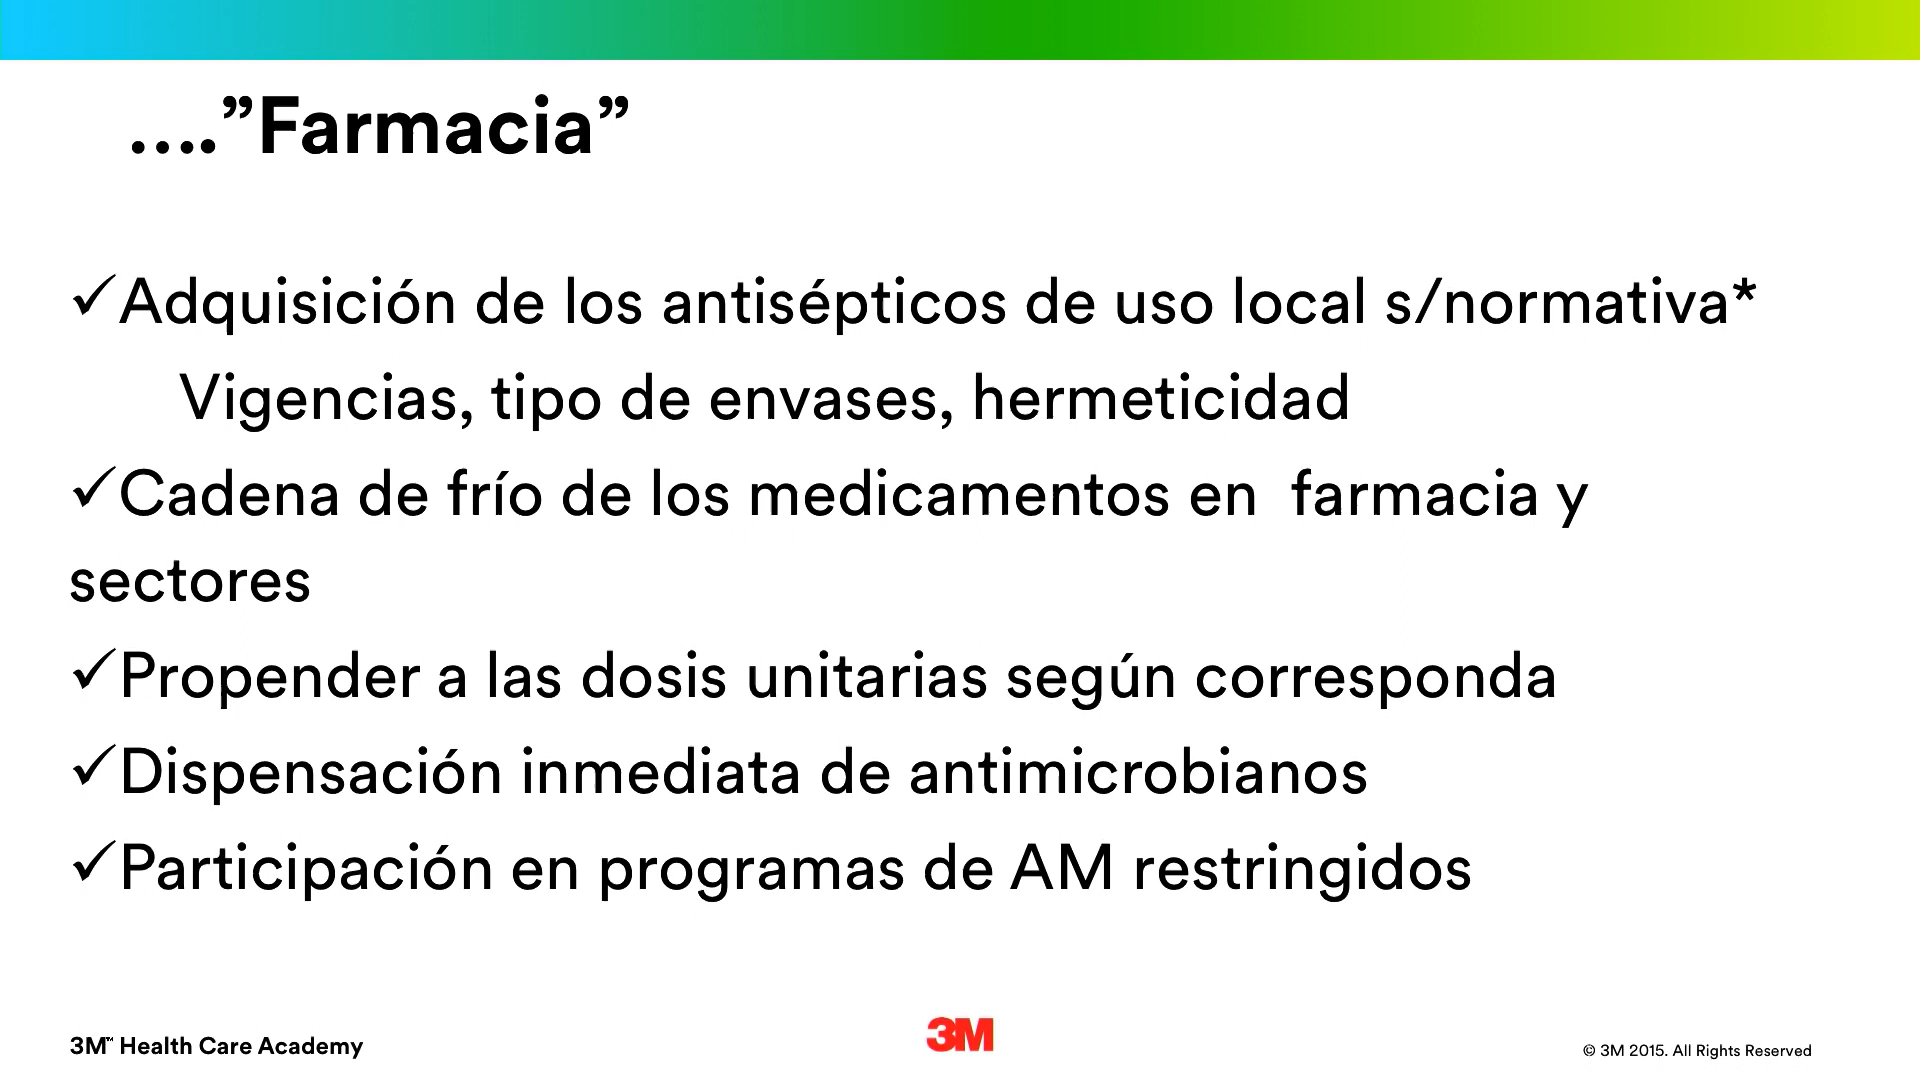 ….”Farmacia”
✓Adquisición de los antisépticos de uso local s/normativa*
Vigencias, tipo de envases, hermeticidad
✓Cadena de frío de los medicamentos en  farmacia y
sectores
✓Propender a las dosis unitarias según corresponda
✓Dispensación inmediata de antimicrobianos
✓Participación en programas de AM restringidos
3M™ Health Care Academy
3M
© 3M 2015. All Rights Reserved